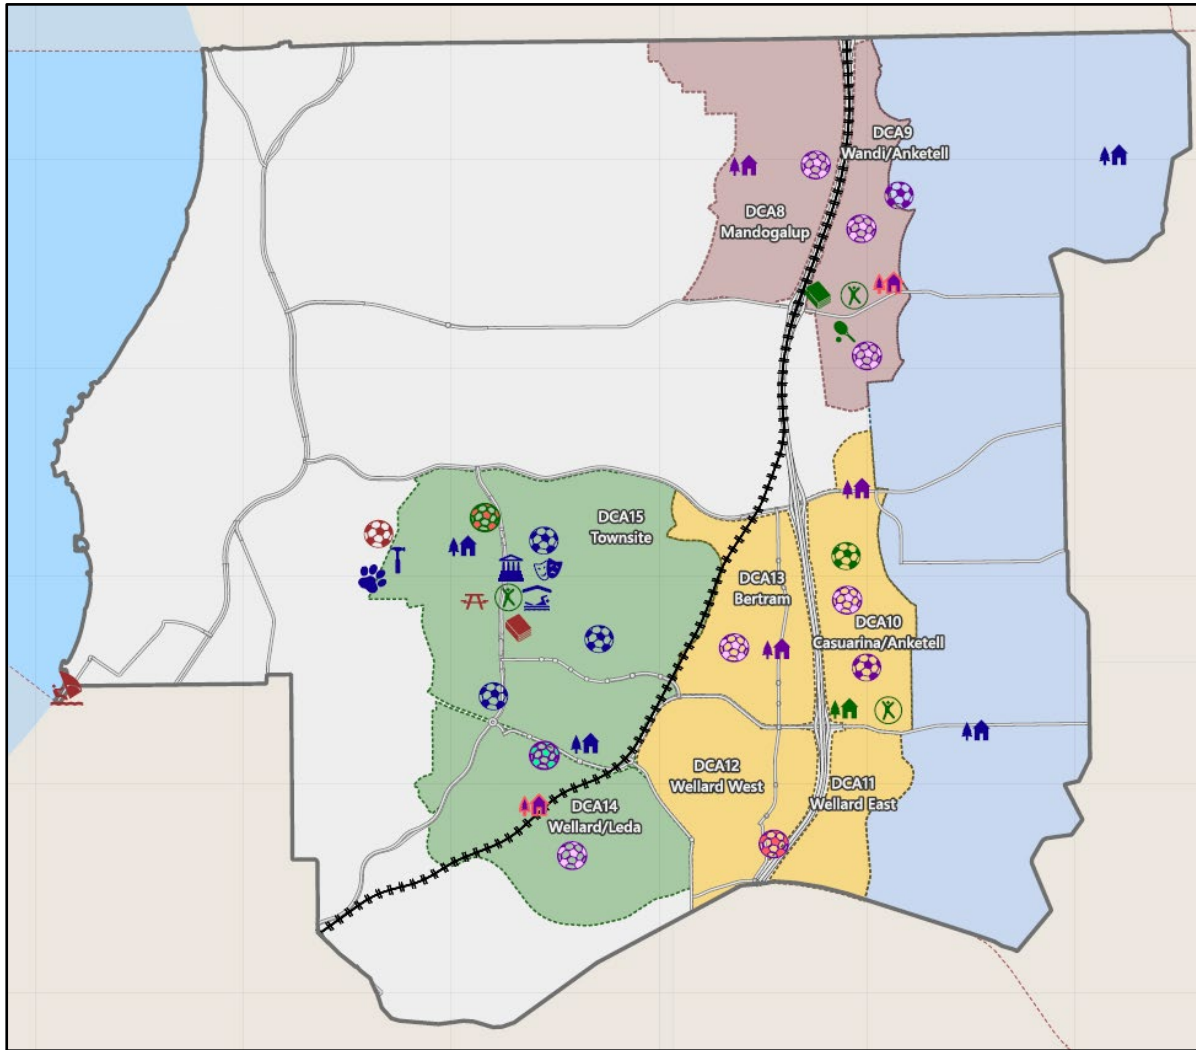 DCA9
Wandi/Anketell
DCA8
Mandogalup
DCA15
Townsite
DCA13
Bertram
DCA10
Casuarina/Anketell
DCA12
Wellard West
DCA11
Wellard East
DCA14
Wellard/Leda